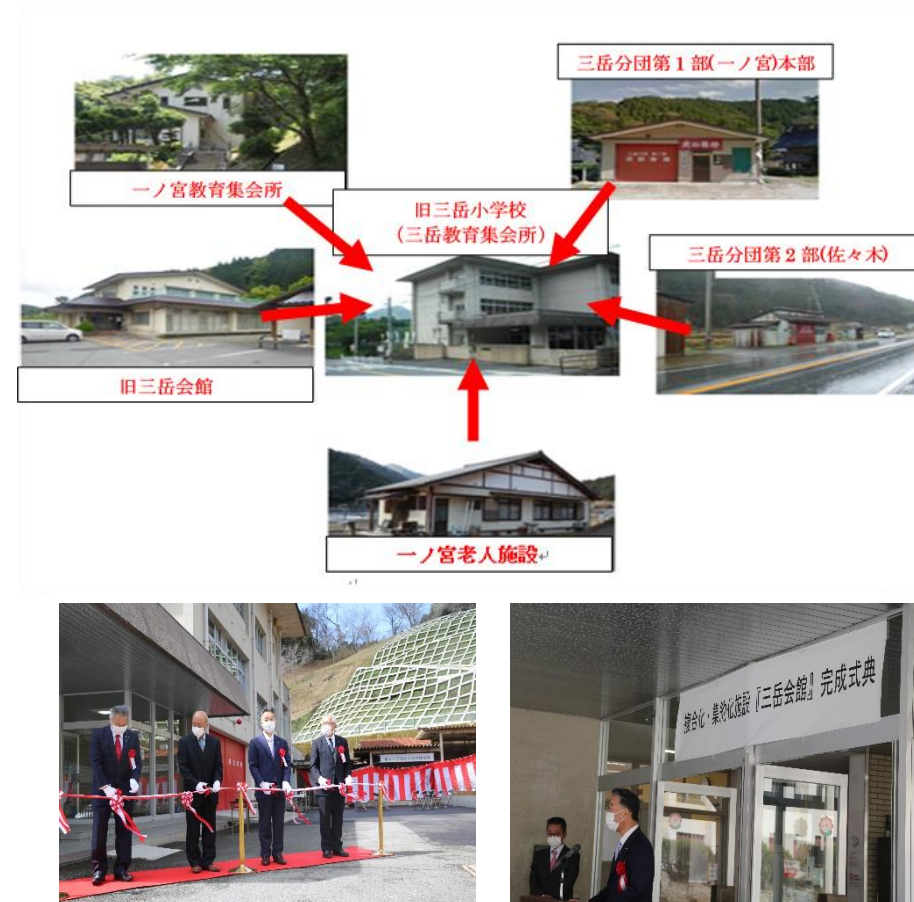 三岳分団第１部(一ノ宮)本部
一ノ宮教育集会所
旧三岳小学校
（三岳教育集会所）
三岳分団第２部(佐々木)
旧三岳会館
一ノ宮老人施設↵
↵
複合化・集約化施設『三岳会館』完成式典